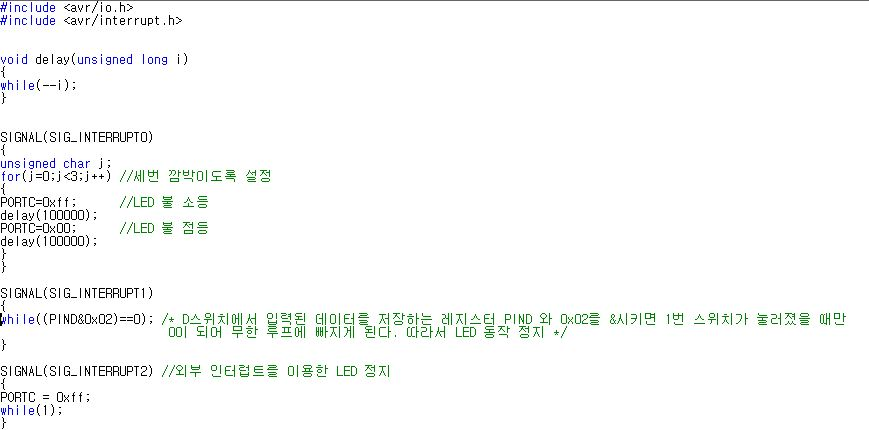 #include <avr/io.h>
#include <avr/interrupt.h>
void delay(unsigned long i)
{
while(--i);
}
SIGNAL(SIG_INTERRUPT0)
{
unsigned char j;
for(j=0;j<3;j++) //세번 깜박이도록 설정
{
PORTC=0xff; //LED 불 소등
delay(100000);
PORTC=0x00; //LED 불 점등
delay(100000);
}
}
SIGNAL(SIG_INTERRUPT1)
{
while((PIND&0x02)==0); /* D스위치에서 입력된 데이터를 저장하는 레지스터 PIND 와 0x02를 &시키면 1번 스위치가 눌러졌을 때만
0이 되어 무한 루프에 빠지게 된다. 따라서 LED 동작 정지 */
}
SIGNAL(SIG_INTERRUPT2) //외부 인터럽트를 이용한 LED 정지
{
PORTC = 0xff;
while(1);
}